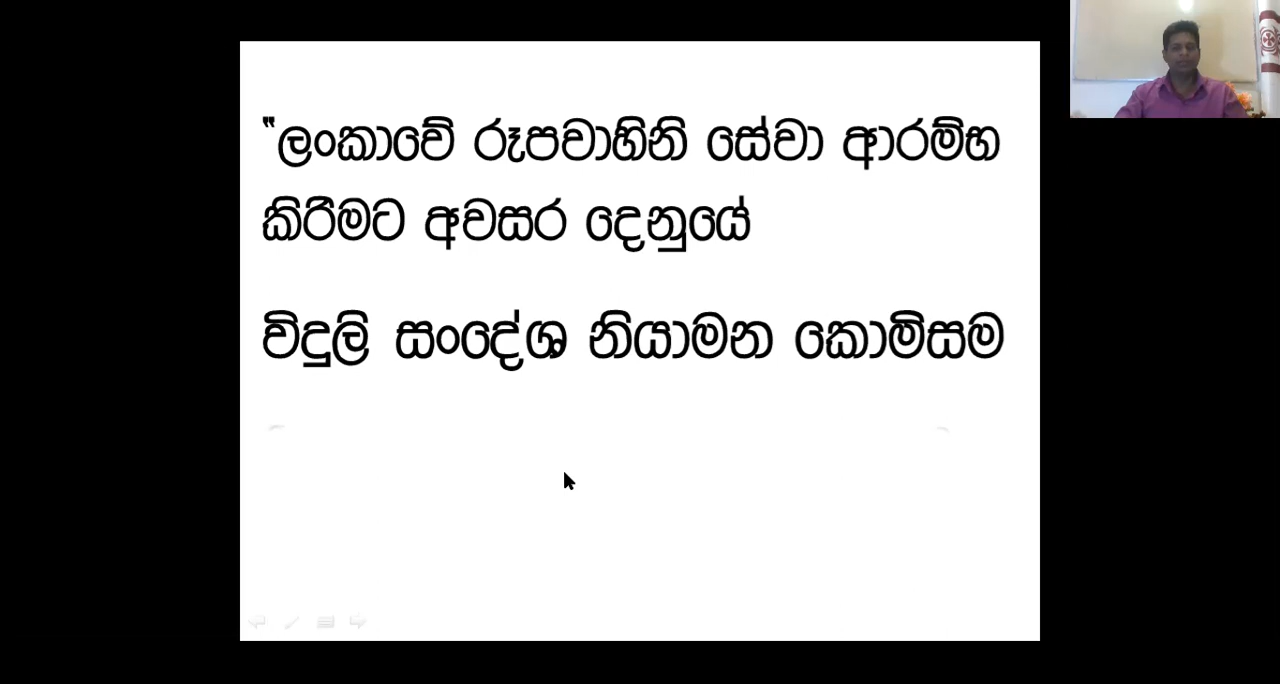 "ලංකාවේ රූපවාහිනි සේවා ආරම්භ
කිරීමට අවසර දෙනුයේ
විදුලි සංදේශ නියාමන කොමිසම